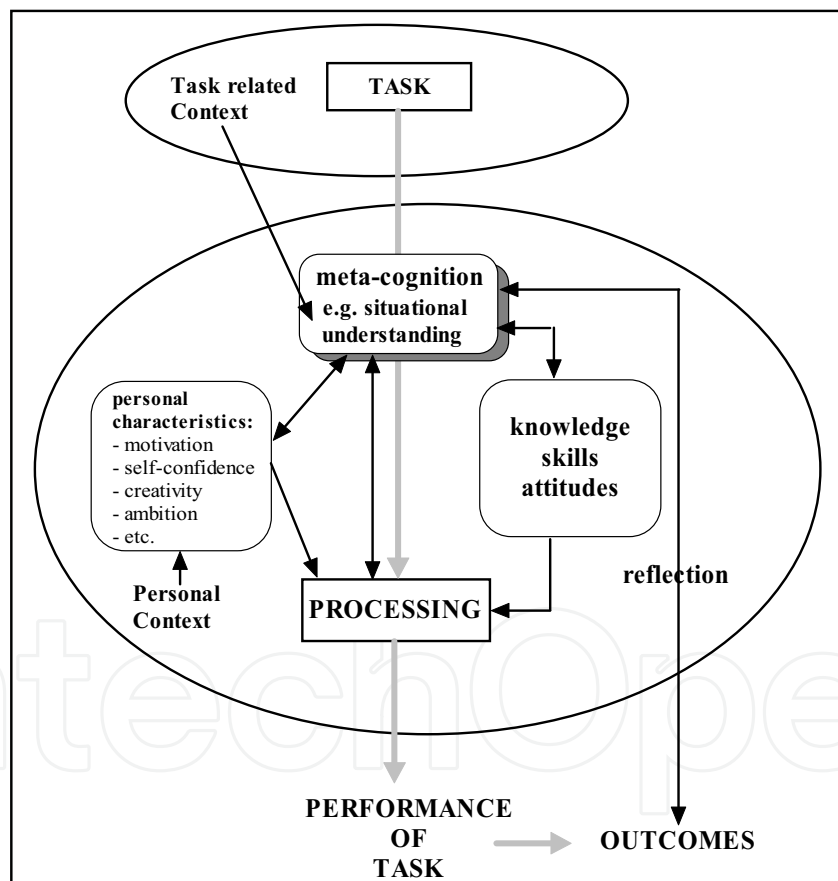 Task related
Context
TASK
meta-cognition
e.g. situational
understanding
personal
characteristics:
- motivation
- self-confidence
- creativity
- ambition
- etc.
knowledge
skills
attitudes
Personal
Context
reflection
PROCESSING
PERFORMANCE
OF
TASK
OUTCOMES
ntechOpe